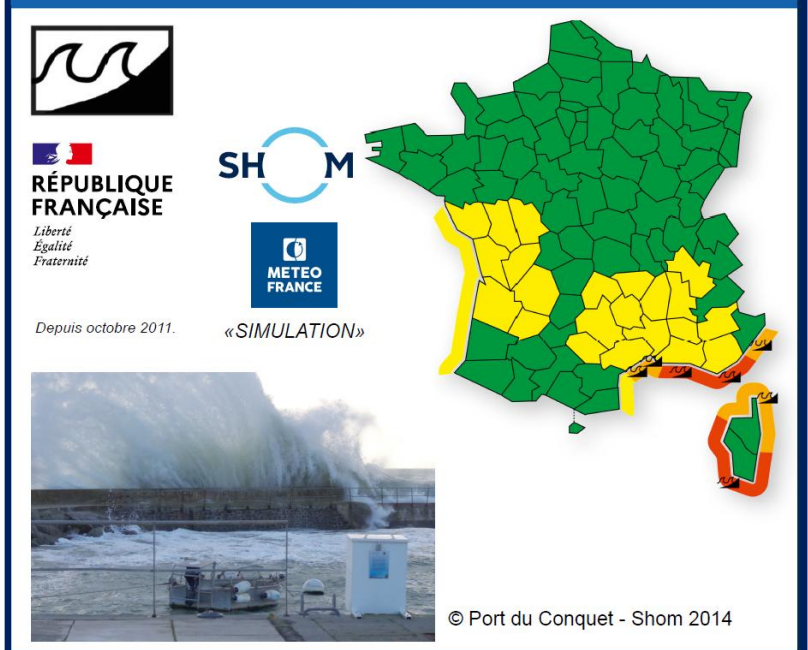 RÉPUBLIQUE
FRANÇAISE
Liberté
Égalité
Fraternité
SHOM
METEO
FRANCE
Depuis octobre 2011.
«SIMULATION»
© Port du Conquet - Shom 2014